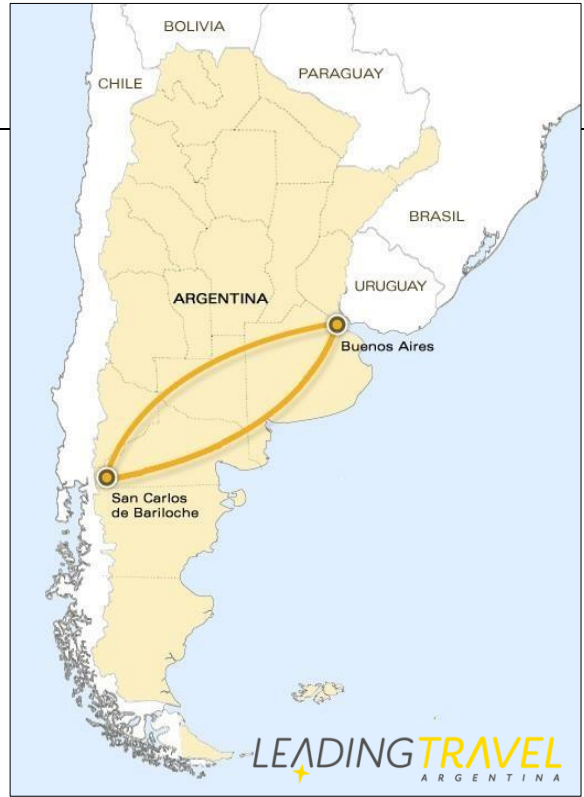 BOLIVIA
PARAGUAY
CHILE
BRASIL
URUGUAY
ARGENTINA
Buenos Aires
San Carlos
de Bariloche
LEADINGTRAVEL
ARGENTINA